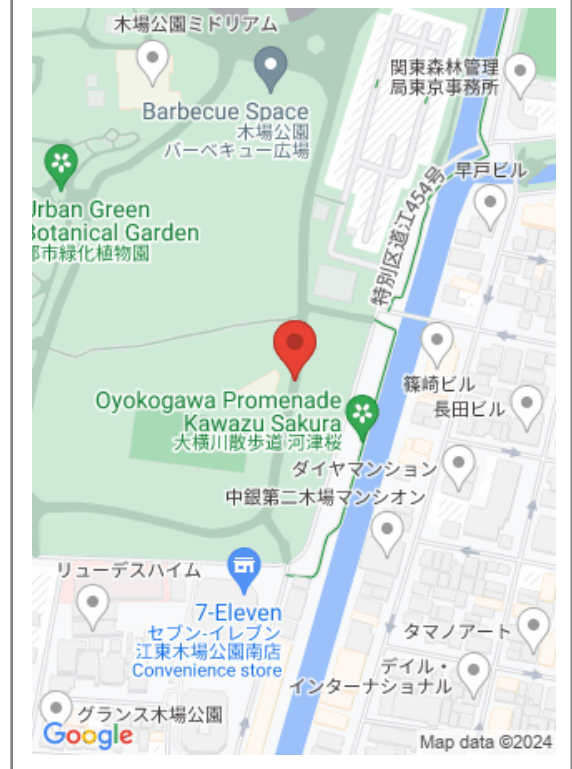 木場公園ミドリアム
関東森林管理
局東京事務所
Barbecue Space
木場公園
バーベキュー広場
早戸ビル
特別区道江454号
Urban Green
Botanical Garden
都市緑化植物園
篠崎ビル
Oyokogawa Promenade
Kawazu Sakura
大横川散歩道 河津桜
長田ビル
ダイヤマンション
中銀第二木場マンシオン
リューデスハイム
7-Eleven
セブン-イレブン
江東木場公園南店
Convenience store
タマノアート
デイル・
インターナショナル
グランス木場公園
Google
Map data ©2024